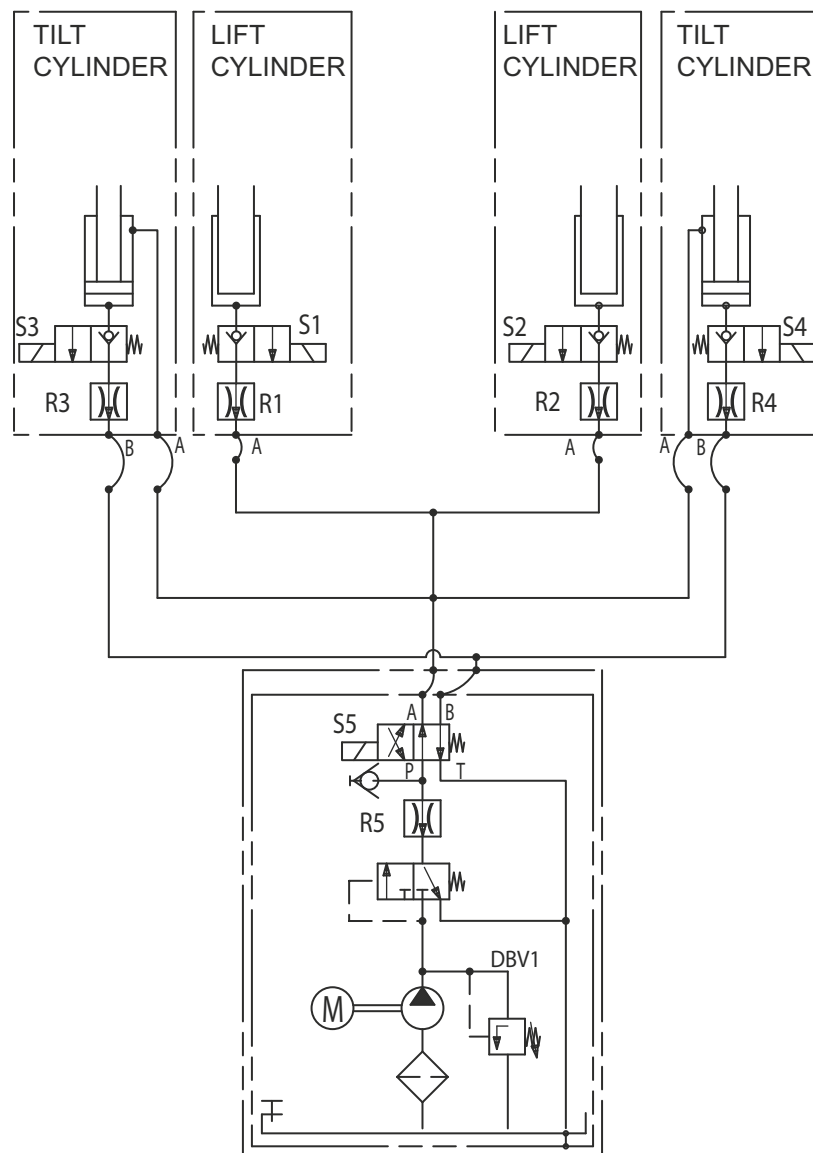 TILT
CYLINDER
LIFT
CYLINDER
LIFT
CYLINDER
TILT
CYLINDER
S3
S1
S2
S4
R3
R1
R2
R4
B
A
A
A
A
B
A
B
S5
P
T
R5
DBV1
M